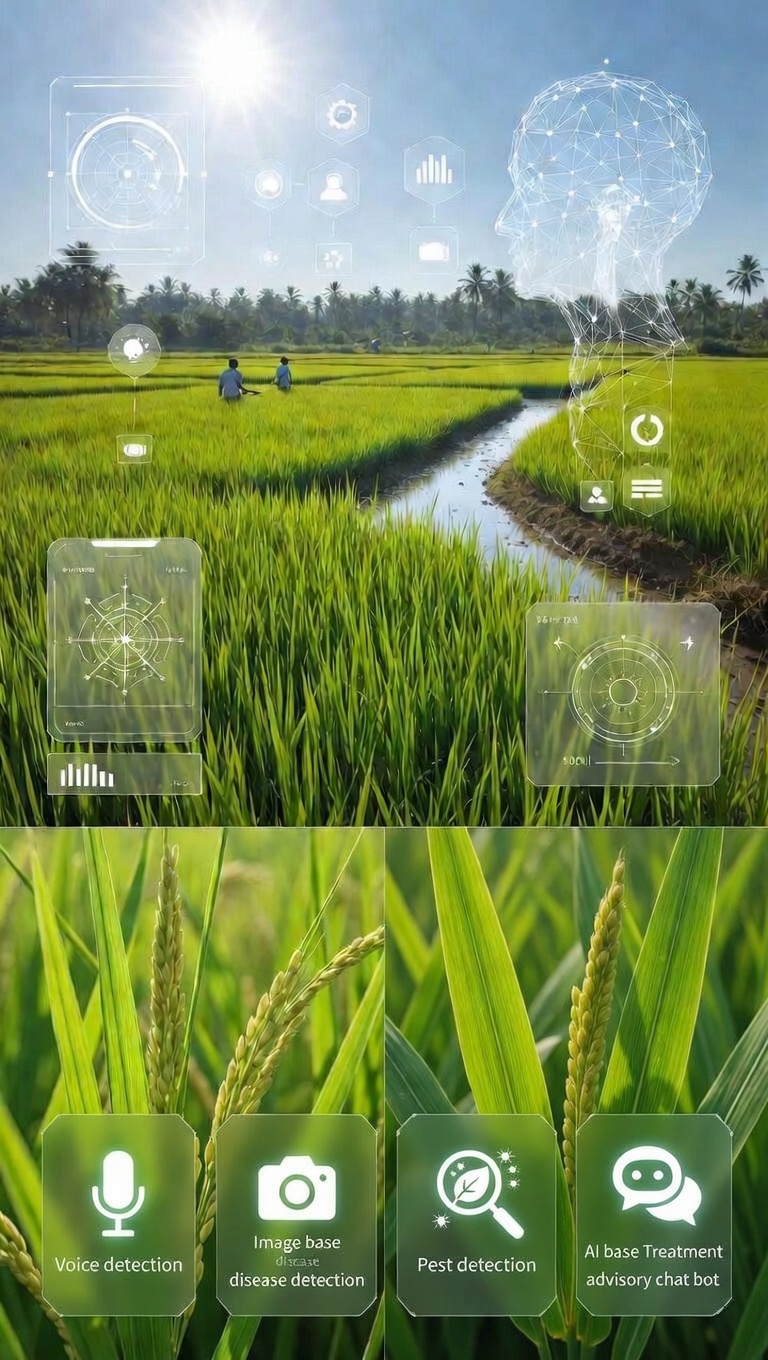 Voice detection
Image base
disease
disease detection
Pest detection
AI base Treatment
advisory chat bot